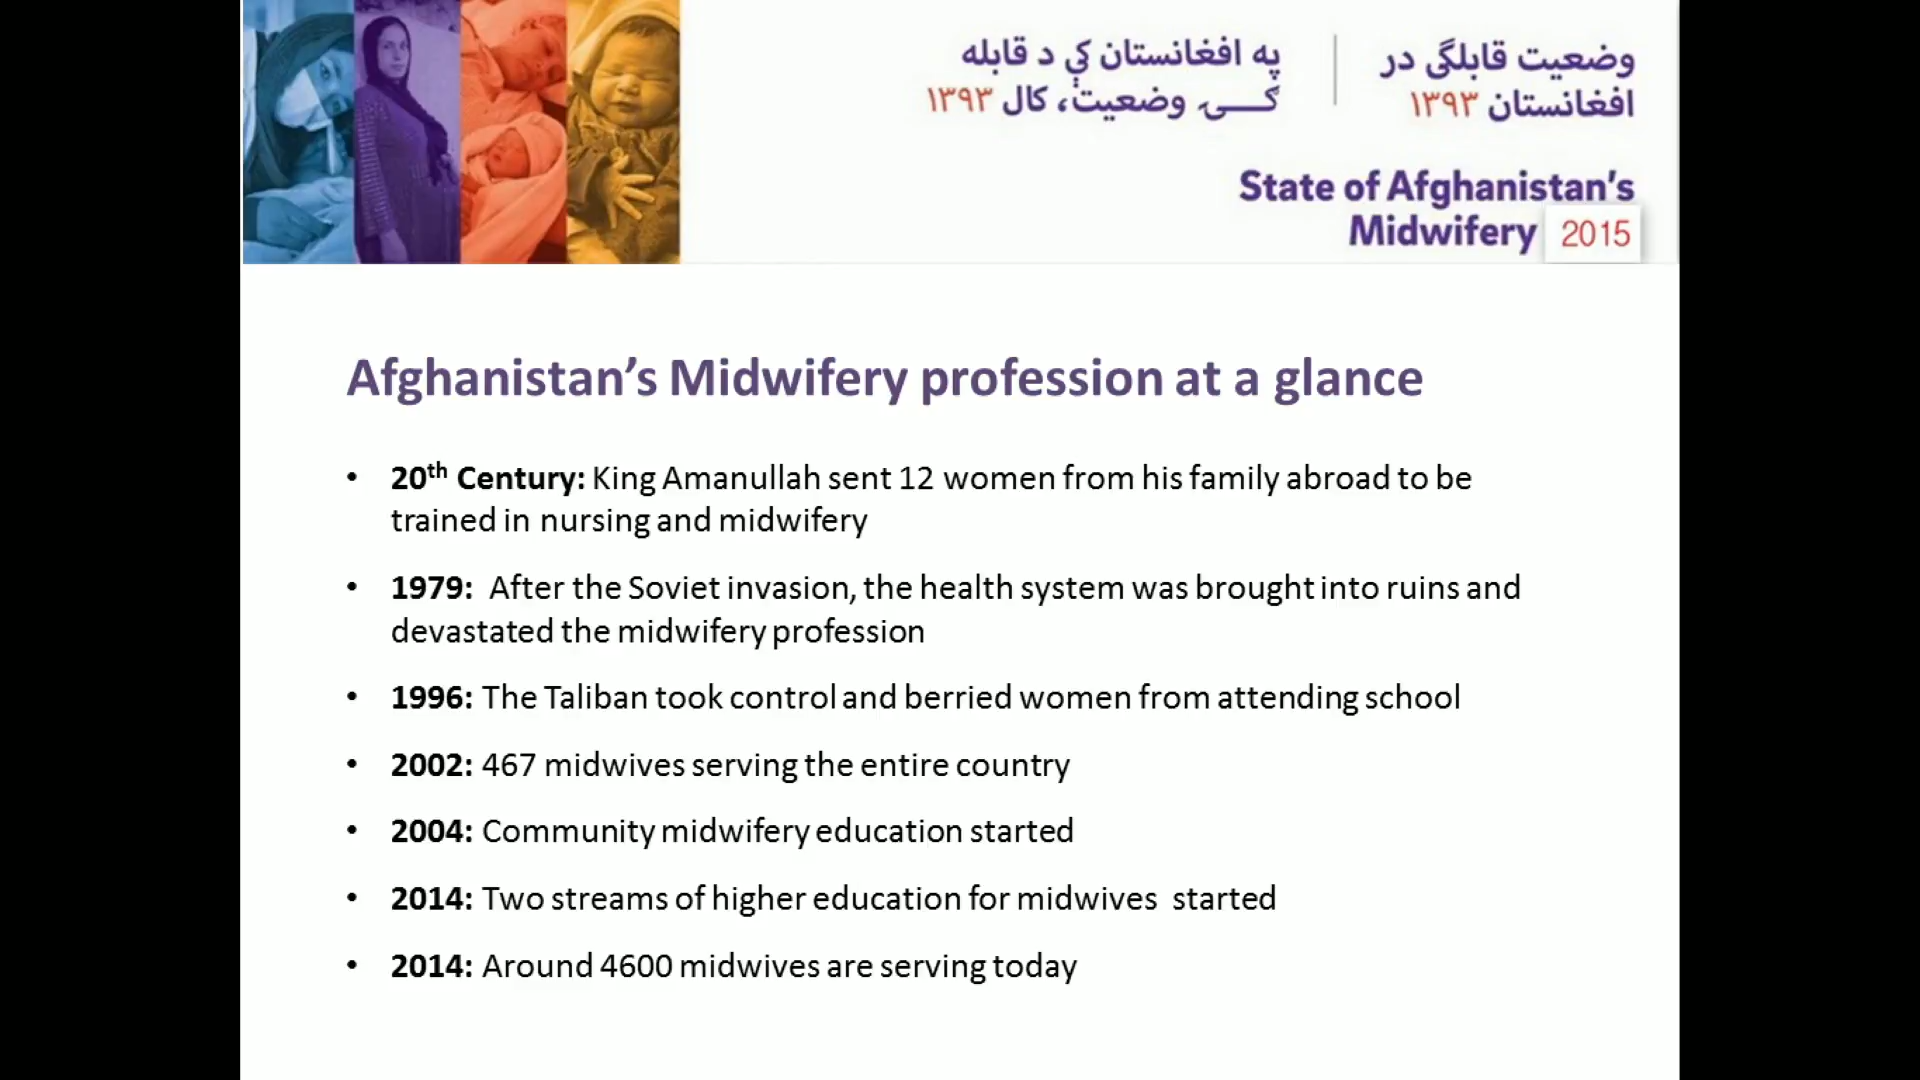 په افغانستان کې د قابله
ګــــۍ وضعیت، کال ۱۳۹۳
وضعیت قابلگی در
افغانستان ۱۳۹۳
State of Afghanistan's
Midwifery 2015
Afghanistan's Midwifery profession at a glance
• 20th Century: King Amanullah sent 12 women from his family abroad to be
trained in nursing and midwifery
• 1979: After the Soviet invasion, the health system was brought into ruins and
devastated the midwifery profession
• 1996: The Taliban took control and berried women from attending school
• 2002: 467 midwives serving the entire country
• 2004: Community midwifery education started
• 2014: Two streams of higher education for midwives started
• 2014: Around 4600 midwives are serving today